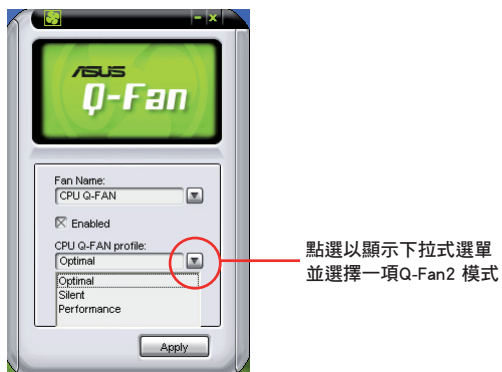 ASUS
Q-Fan
Fan Name:
CPU Q-FAN
Enabled
CPU Q-FAN profile:
Optimal
Optimal
Silent
Performance
Apply
點選以顯示下拉式選單
並選擇一項Q-Fan2 模式